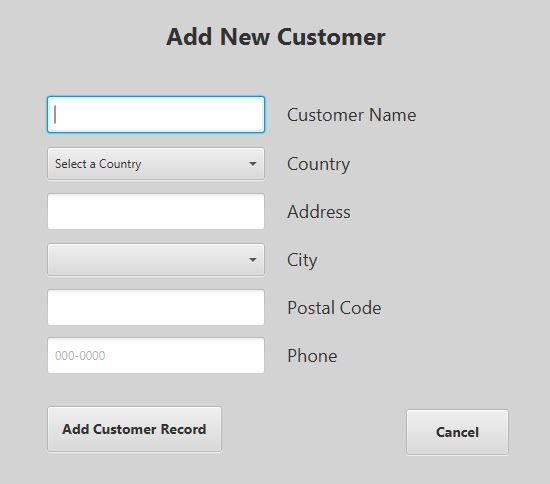 Add New Customer
Customer Name
Select a Country
Country
Address
City
Postal Code
000-0000
Phone
Add Customer Record
Cancel